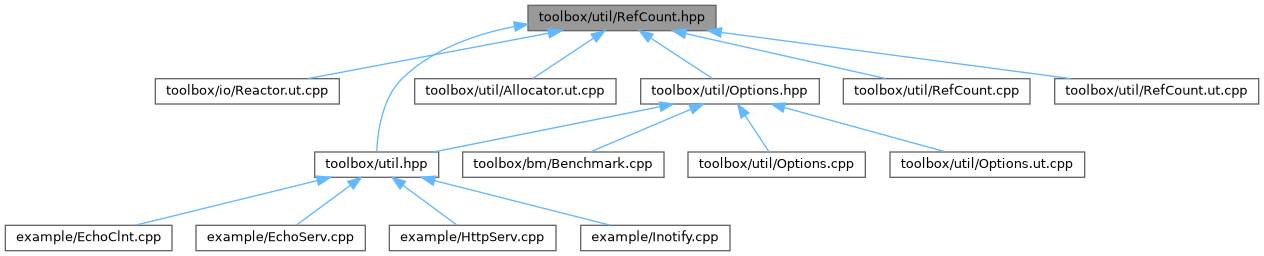 toolbox/util/RefCount.hpp
toolbox/io/Reactor.ut.cpp
toolbox/util/Allocator.ut.cpp
toolbox/util/Options.hpp
toolbox/util/RefCount.cpp
toolbox/util/RefCount.ut.cpp
toolbox/util.hpp
toolbox/bm/Benchmark.cpp
toolbox/util/Options.cpp
toolbox/util/Options.ut.cpp
example/EchoClnt.cpp
example/EchoServ.cpp
example/HttpServ.cpp
example/Inotify.cpp